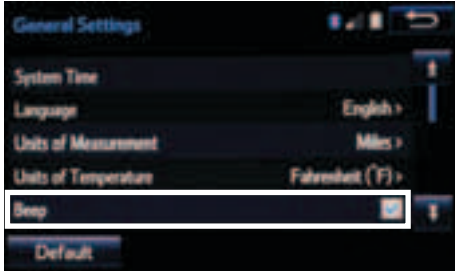 General Settings
System Time
Language English >
Units of Measurement Miles >
Units of Temperature Fahrenheit (°F) >
Beep
Default